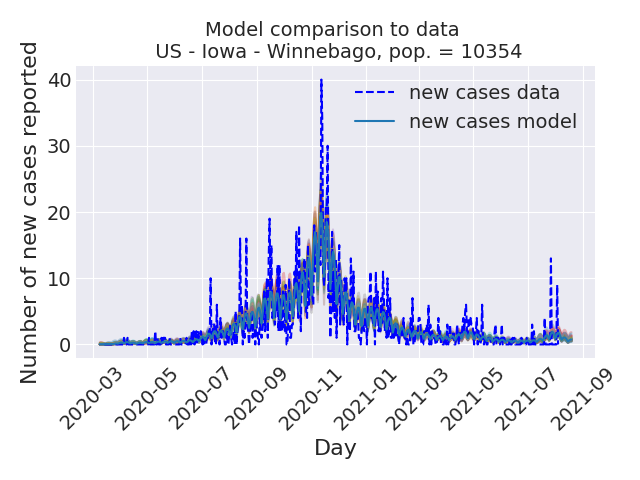 Model comparison to data
US - Iowa - Winnebago, pop. = 10354
Number of new cases reported
40
30
20
10
0
new cases data
new cases model
2020-03
2020-05
2020-07
2020-09
2020-11
2021-01
2021-03
2021-05
2021-07
2021-09
Day